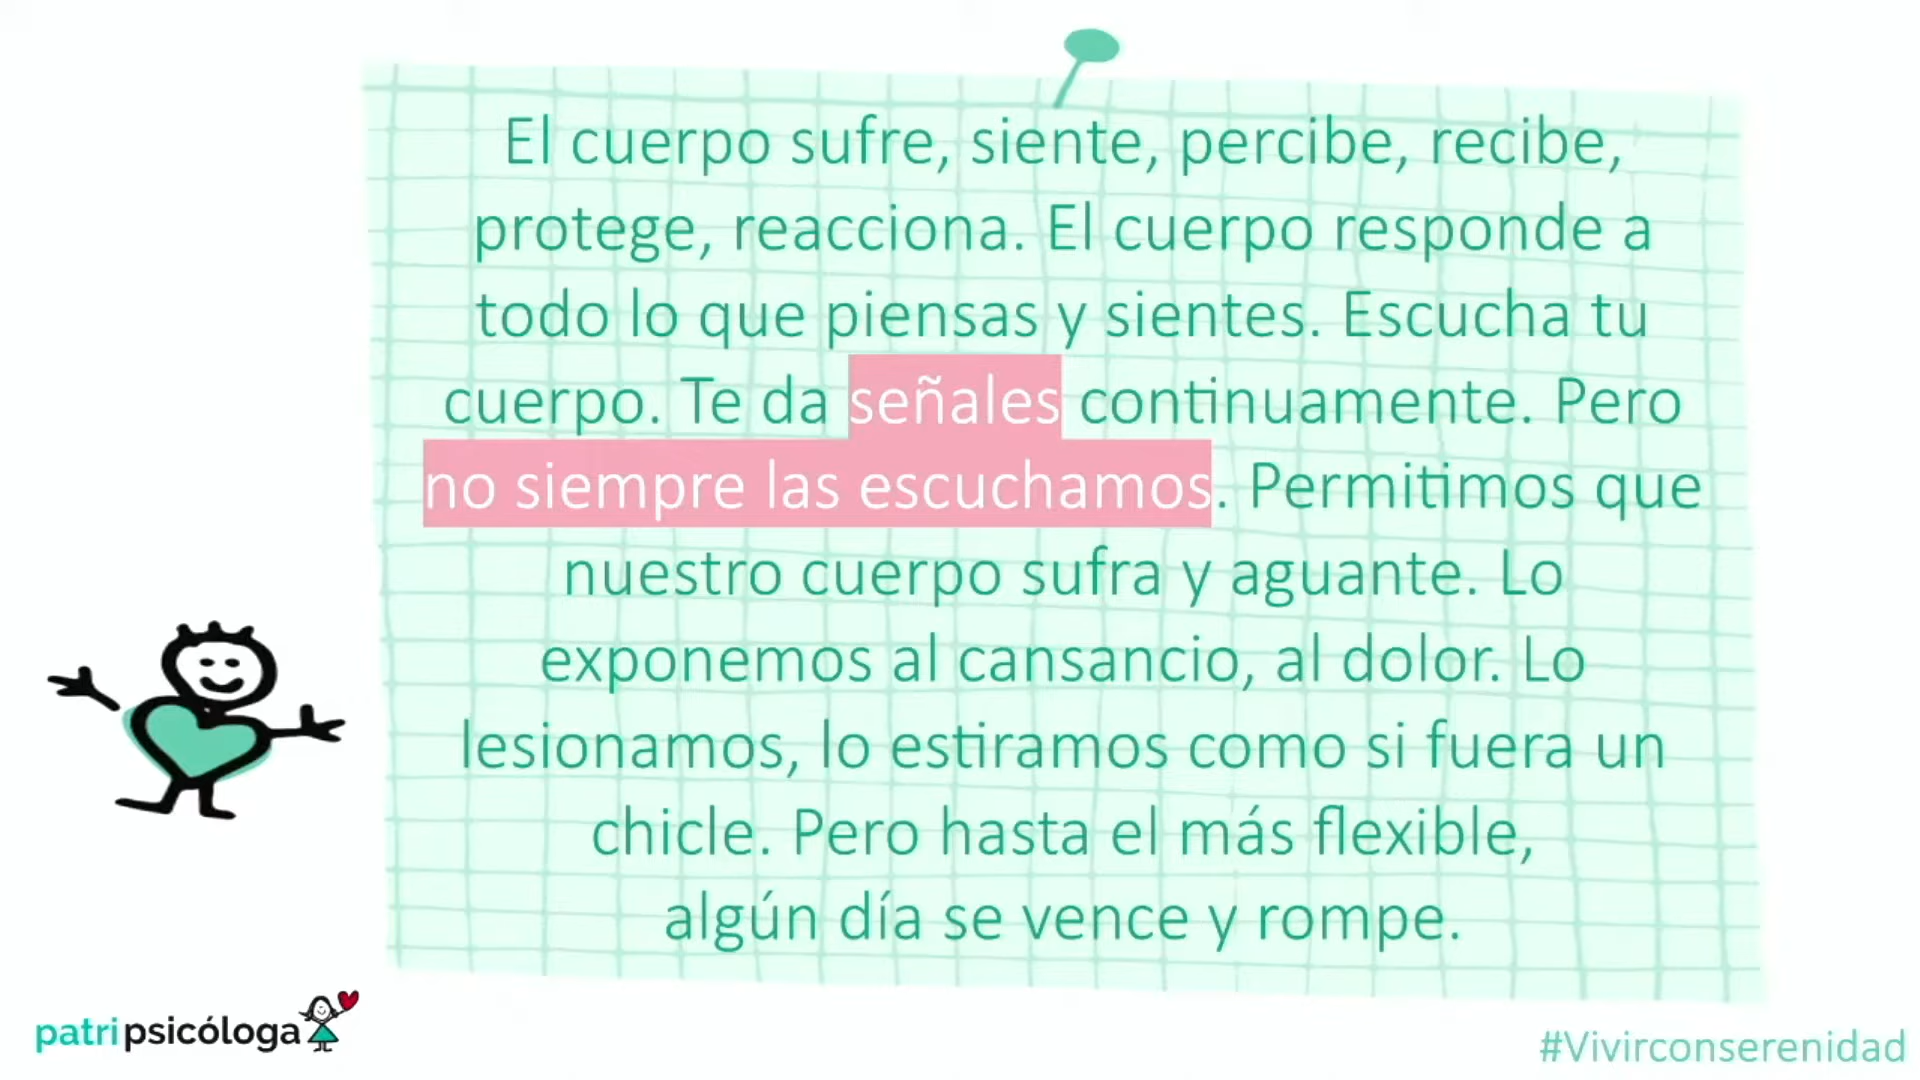 El cuerpo sufre, siente, percibe, recibe,
protege, reacciona. El cuerpo responde a
todo lo que piensas y sientes. Escucha tu
cuerpo. Te da señales continuamente. Pero
no siempre las escuchamos. Permitimos que
nuestro cuerpo sufra y aguante. Lo
exponemos al cansancio, al dolor. Lo
lesionamos, lo estiramos como si fuera un
chicle. Pero hasta el más flexible,
algún día se vence y rompe.
patripsicóloga
#Vivirconserenidad